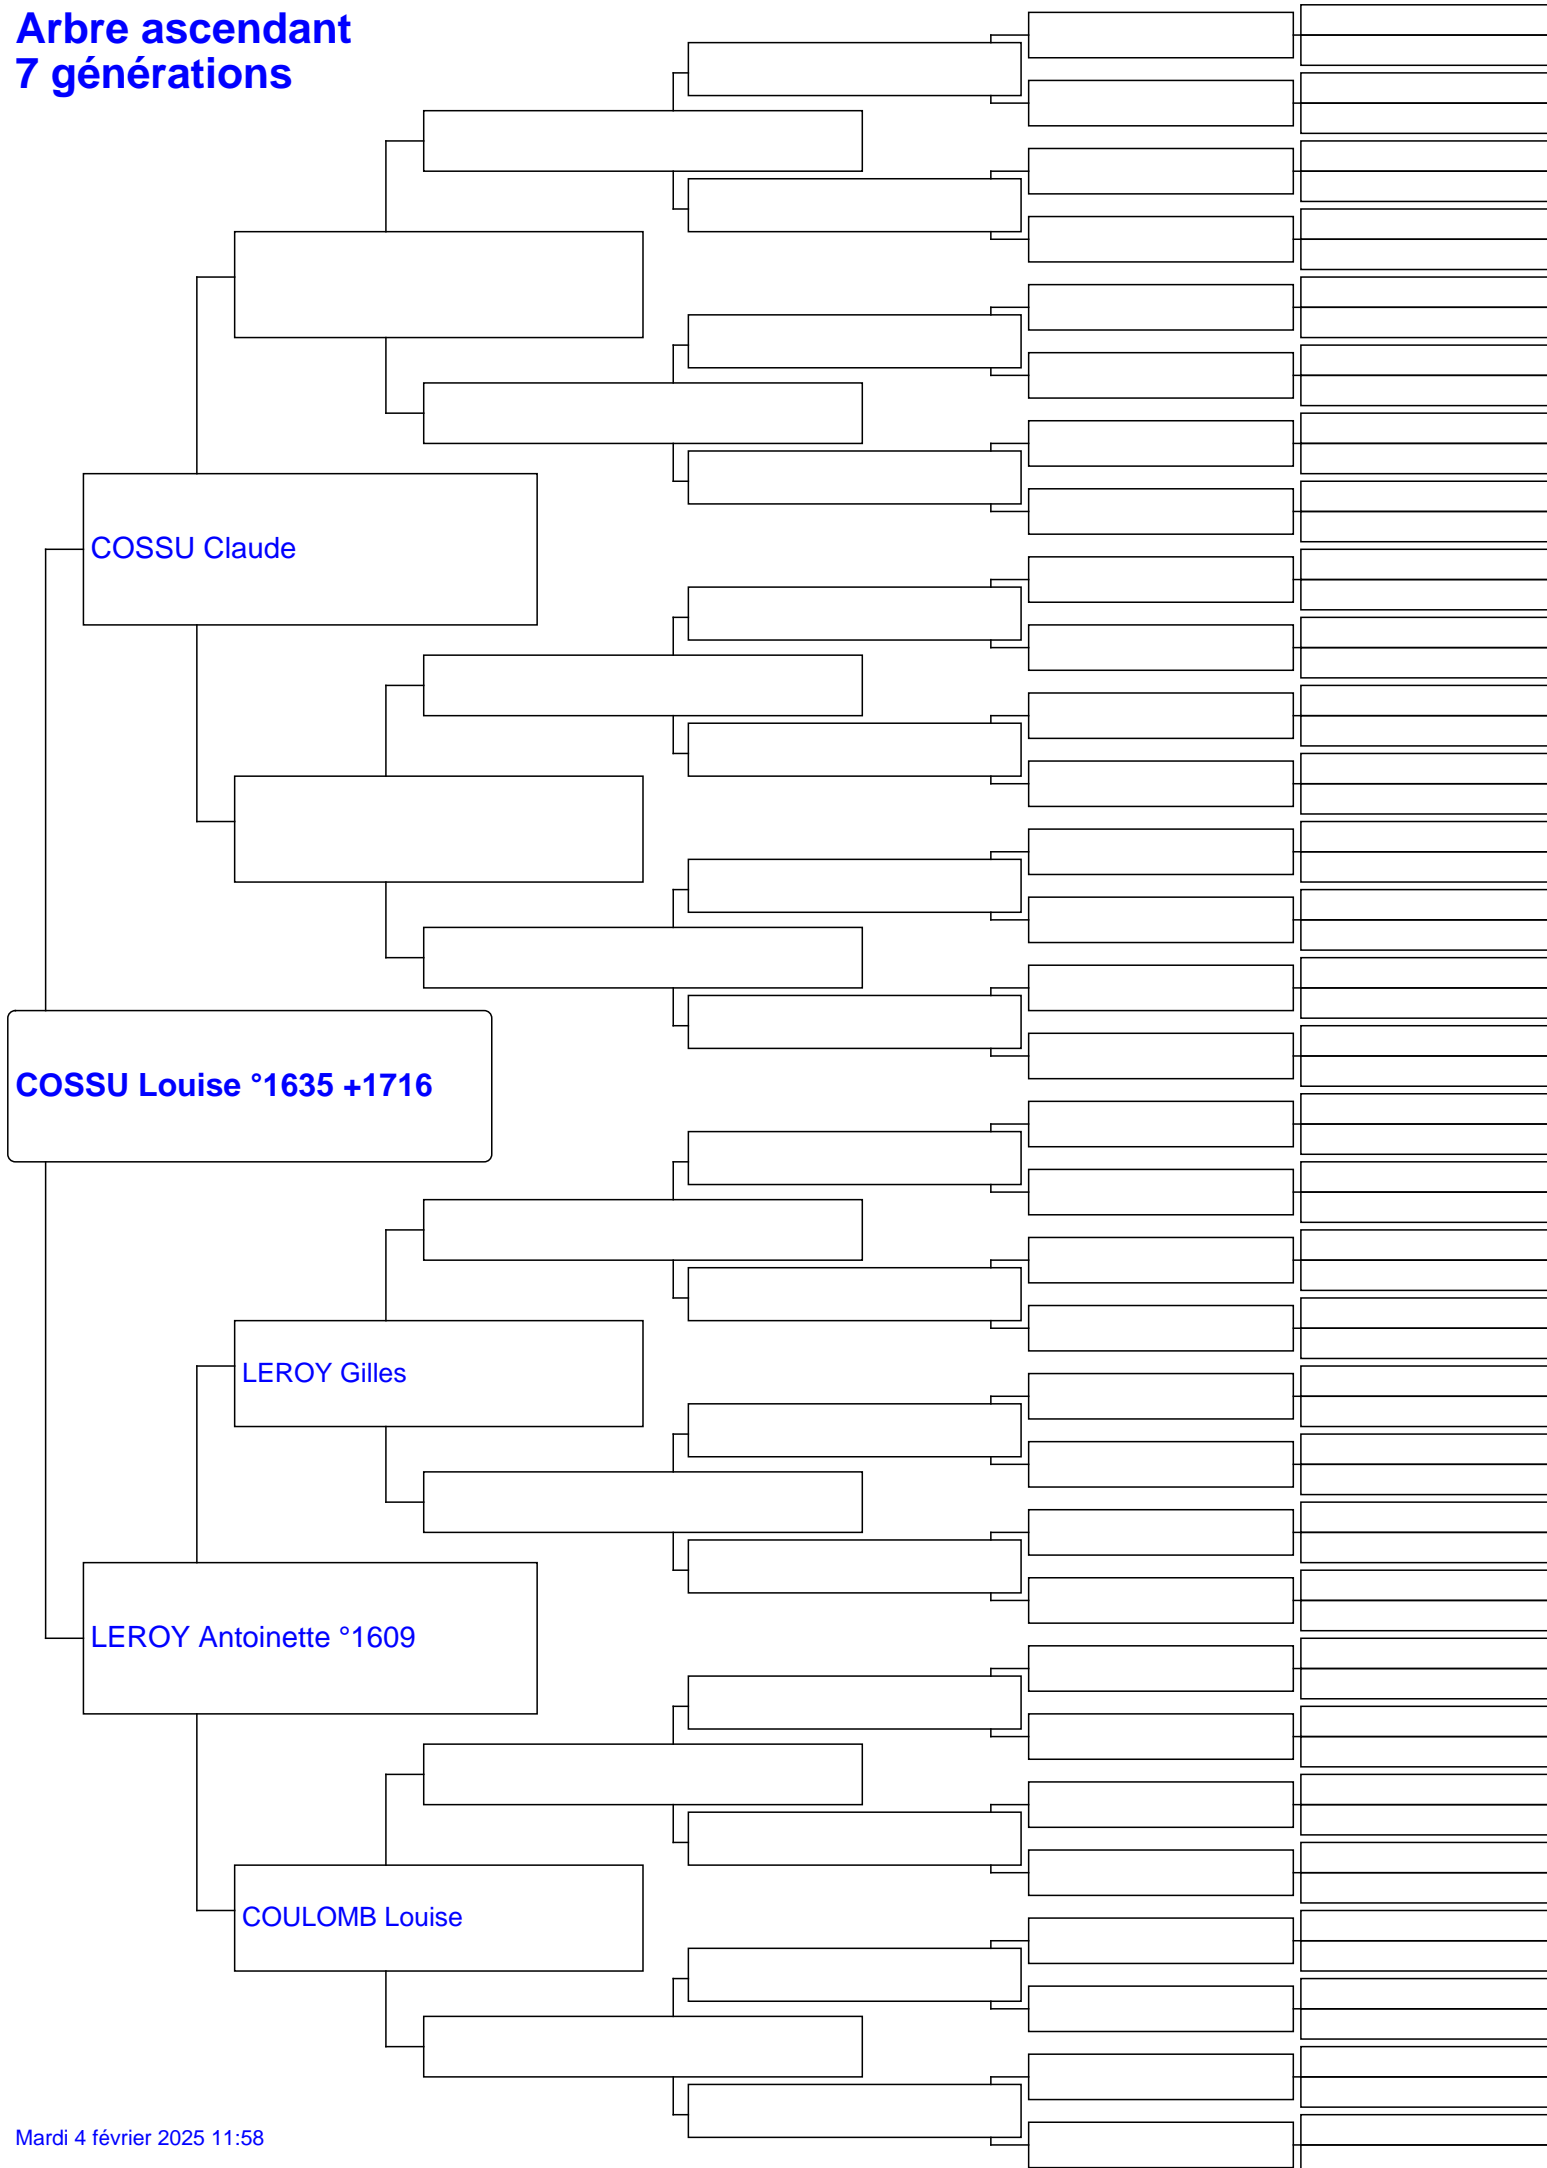 Arbre ascendant
7 générations
COSSU Claude
COSSU Louise °1635 +1716
LEROY Gilles
LEROY Antoinette °1609
COULOMB Louise
Mardi 4 février 2025 11:58